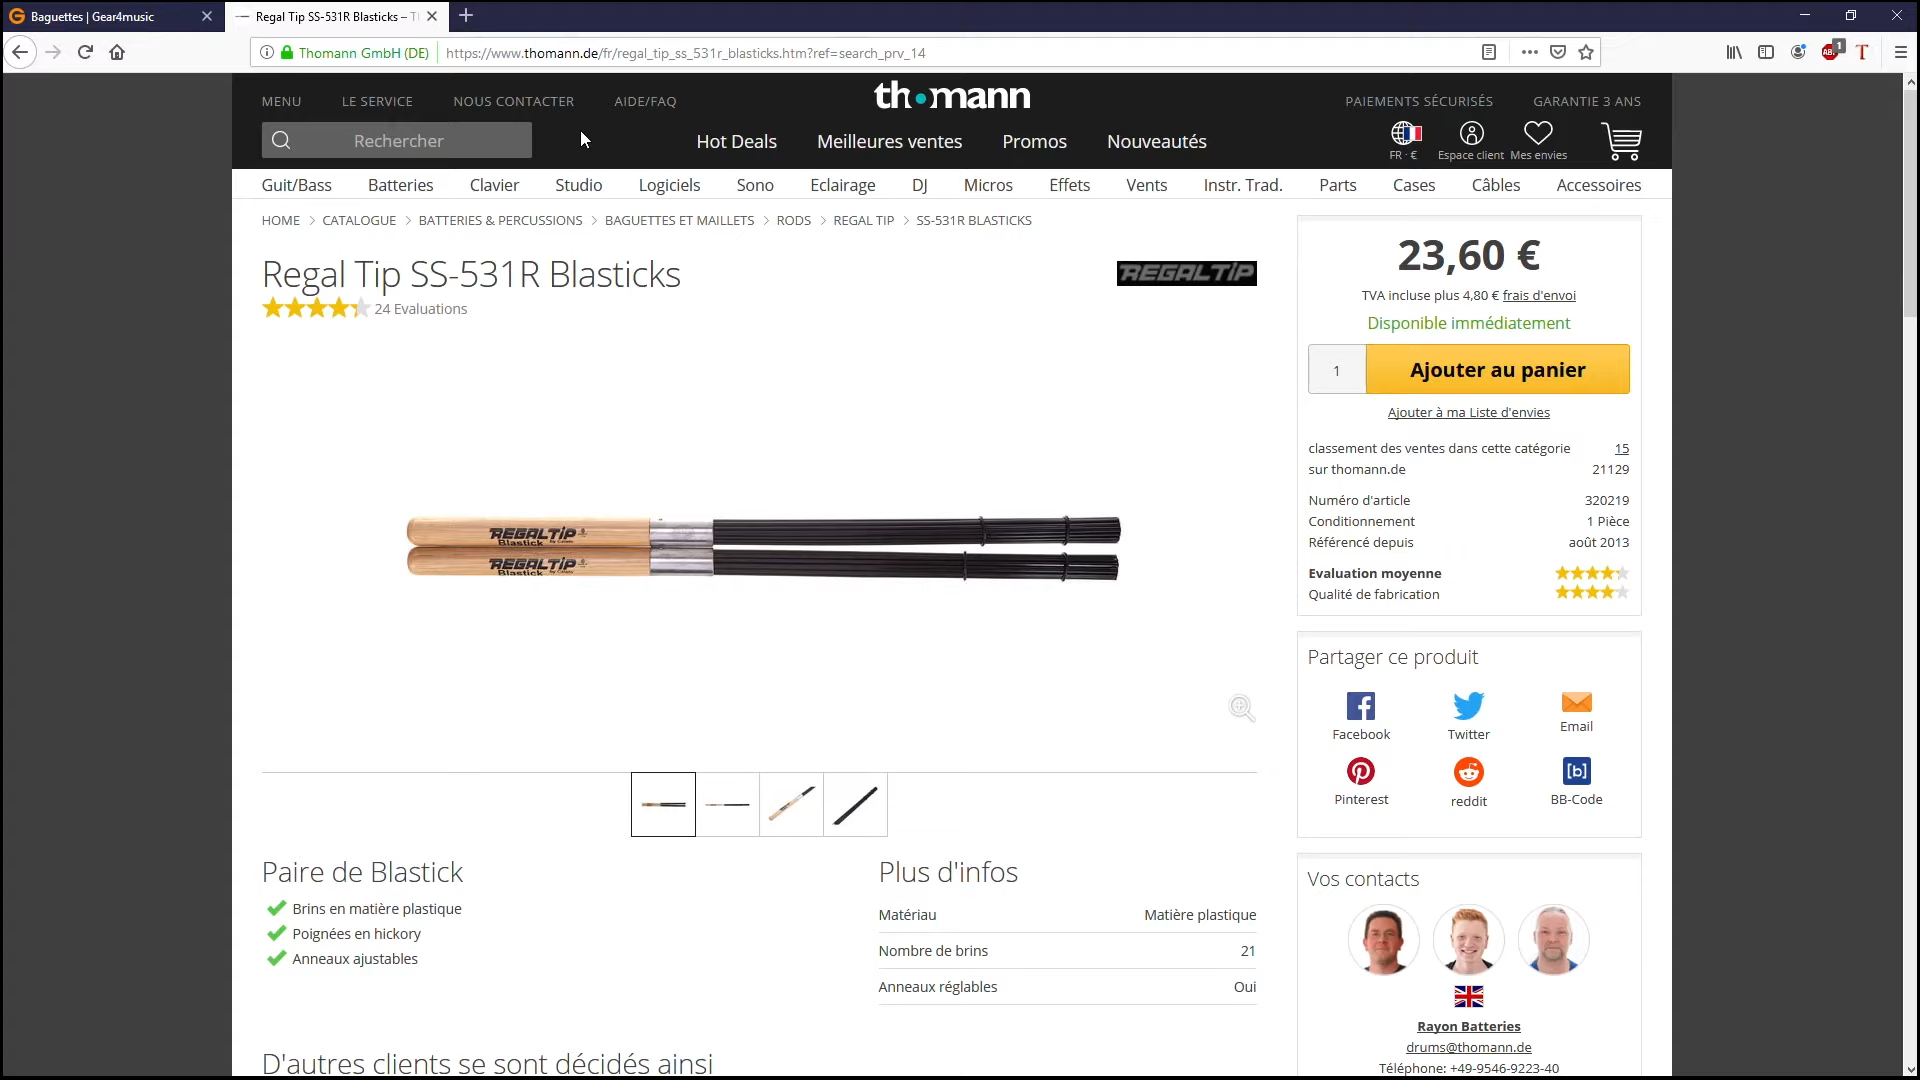 Baguettes | Gear4music
Regal Tip SS-531R Blasticks – T
Thomann GmbH (DE)
https://www.thomann.de/fr/regal_tip_ss_531r_blasticks.htm?ref=search_prv_14
1
MENU
LE SERVICE
NOUS CONTACTER
AIDE/FAQ
thomann
PAIEMENTS SÉCURISÉS
GARANTIE 3 ANS
Rechercher
Hot Deals
Meilleures ventes
Promos
Nouveautés
FR · €
Espace client
Mes envies
Guit/Bass
Batteries
Clavier
Studio
Logiciels
Sono
Eclairage
DJ
Micros
Effets
Vents
Instr. Trad.
Parts
Cases
Câbles
Accessoires
HOME > CATALOGUE > BATTERIES & PERCUSSIONS > BAGUETTES ET MAILLETS > RODS > REGAL TIP > SS-531R BLASTICKS
Regal Tip SS-531R Blasticks
24 Evaluations
REGALTIP
REGALTIP
Blastick
REGALTIP
Blastick
Paire de Blastick
Brins en matière plastique
Poignées en hickory
Anneaux ajustables
Plus d'infos
Matériau Matière plastique
Nombre de brins 21
Anneaux réglables Oui
D'autres clients se sont décidés ainsi
23,60 €
TVA incluse plus 4,80 € frais d'envoi
Disponible immédiatement
1
Ajouter au panier
Ajouter à ma Liste d'envies
classement des ventes dans cette catégorie 15
sur thomann.de 21129
Numéro d'article 320219
Conditionnement 1 Pièce
Référencé depuis août 2013
Evaluation moyenne
Qualité de fabrication
Partager ce produit
Facebook
Twitter
Email
Pinterest
reddit
BB-Code
Vos contacts
Rayon Batteries
drums@thomann.de
Téléphone: +49-9546-9223-40